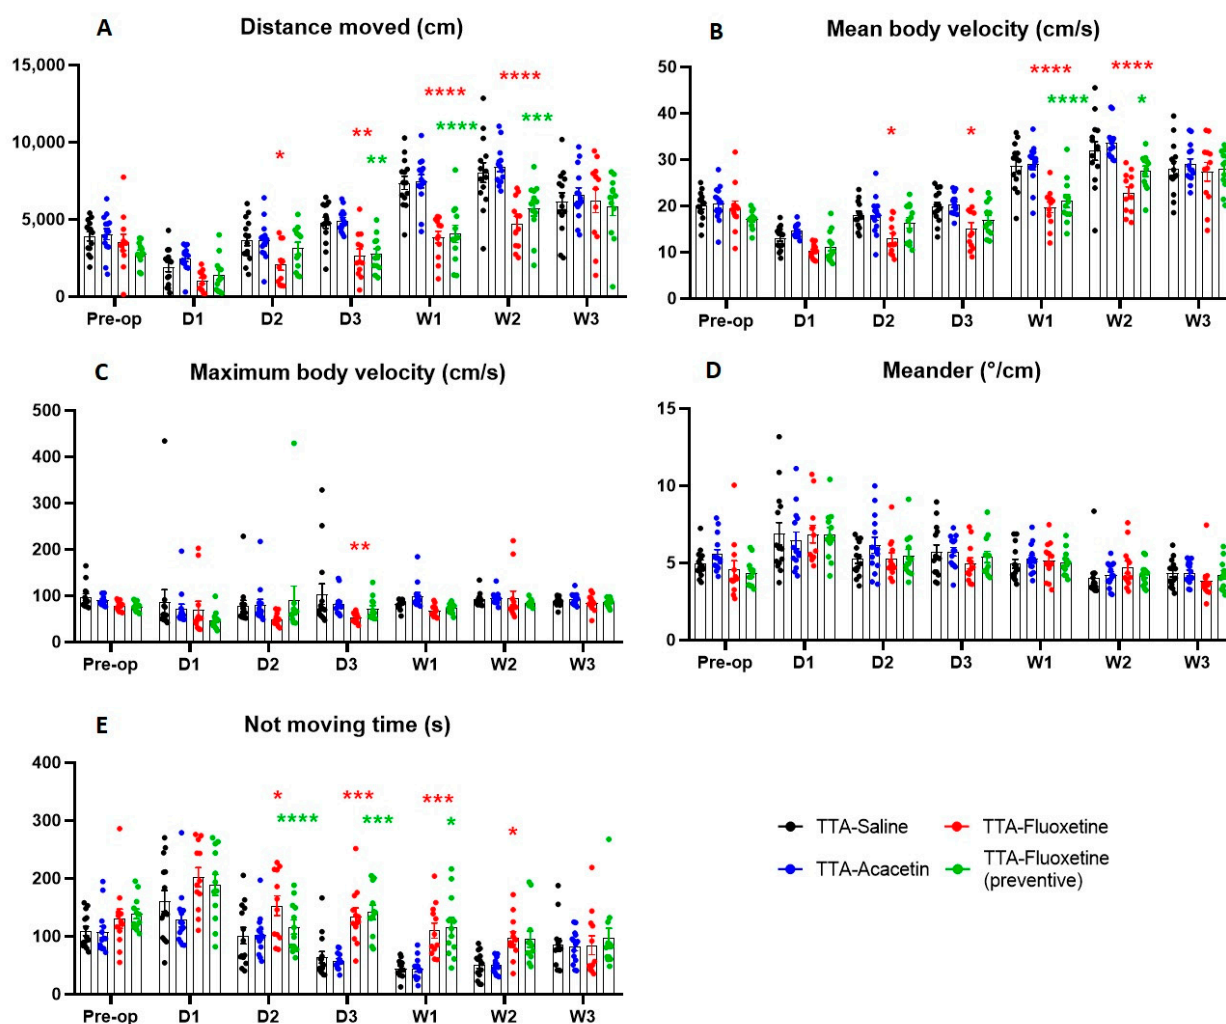 A
Distance moved (cm)
15,000
10,000
5,000
0
**** ****
**** ***
* ** **
Pre-op D1 D2 D3 W1 W2 W3
B
Mean body velocity (cm/s)
50
40
30
20
10
0
**** ****
**** *
* *
Pre-op D1 D2 D3 W1 W2 W3
C
Maximum body velocity (cm/s)
500
400
300
200
100
0
**
Pre-op D1 D2 D3 W1 W2 W3
D
Meander (°/cm)
15
10
5
0
Pre-op D1 D2 D3 W1 W2 W3
E
Not moving time (s)
400
300
200
100
0
* *** ***
**** *** * *
Pre-op D1 D2 D3 W1 W2 W3
TTA-Saline TTA-Fluoxetine
TTA-Acacetin TTA-Fluoxetine
(preventive)